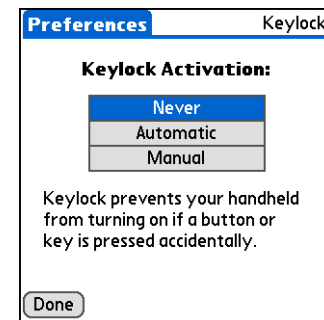 Preferences Keylock
Keylock Activation:
Never
Automatic
Manual
Keylock prevents your handheld
from turning on if a button or
key is pressed accidentally.
Done